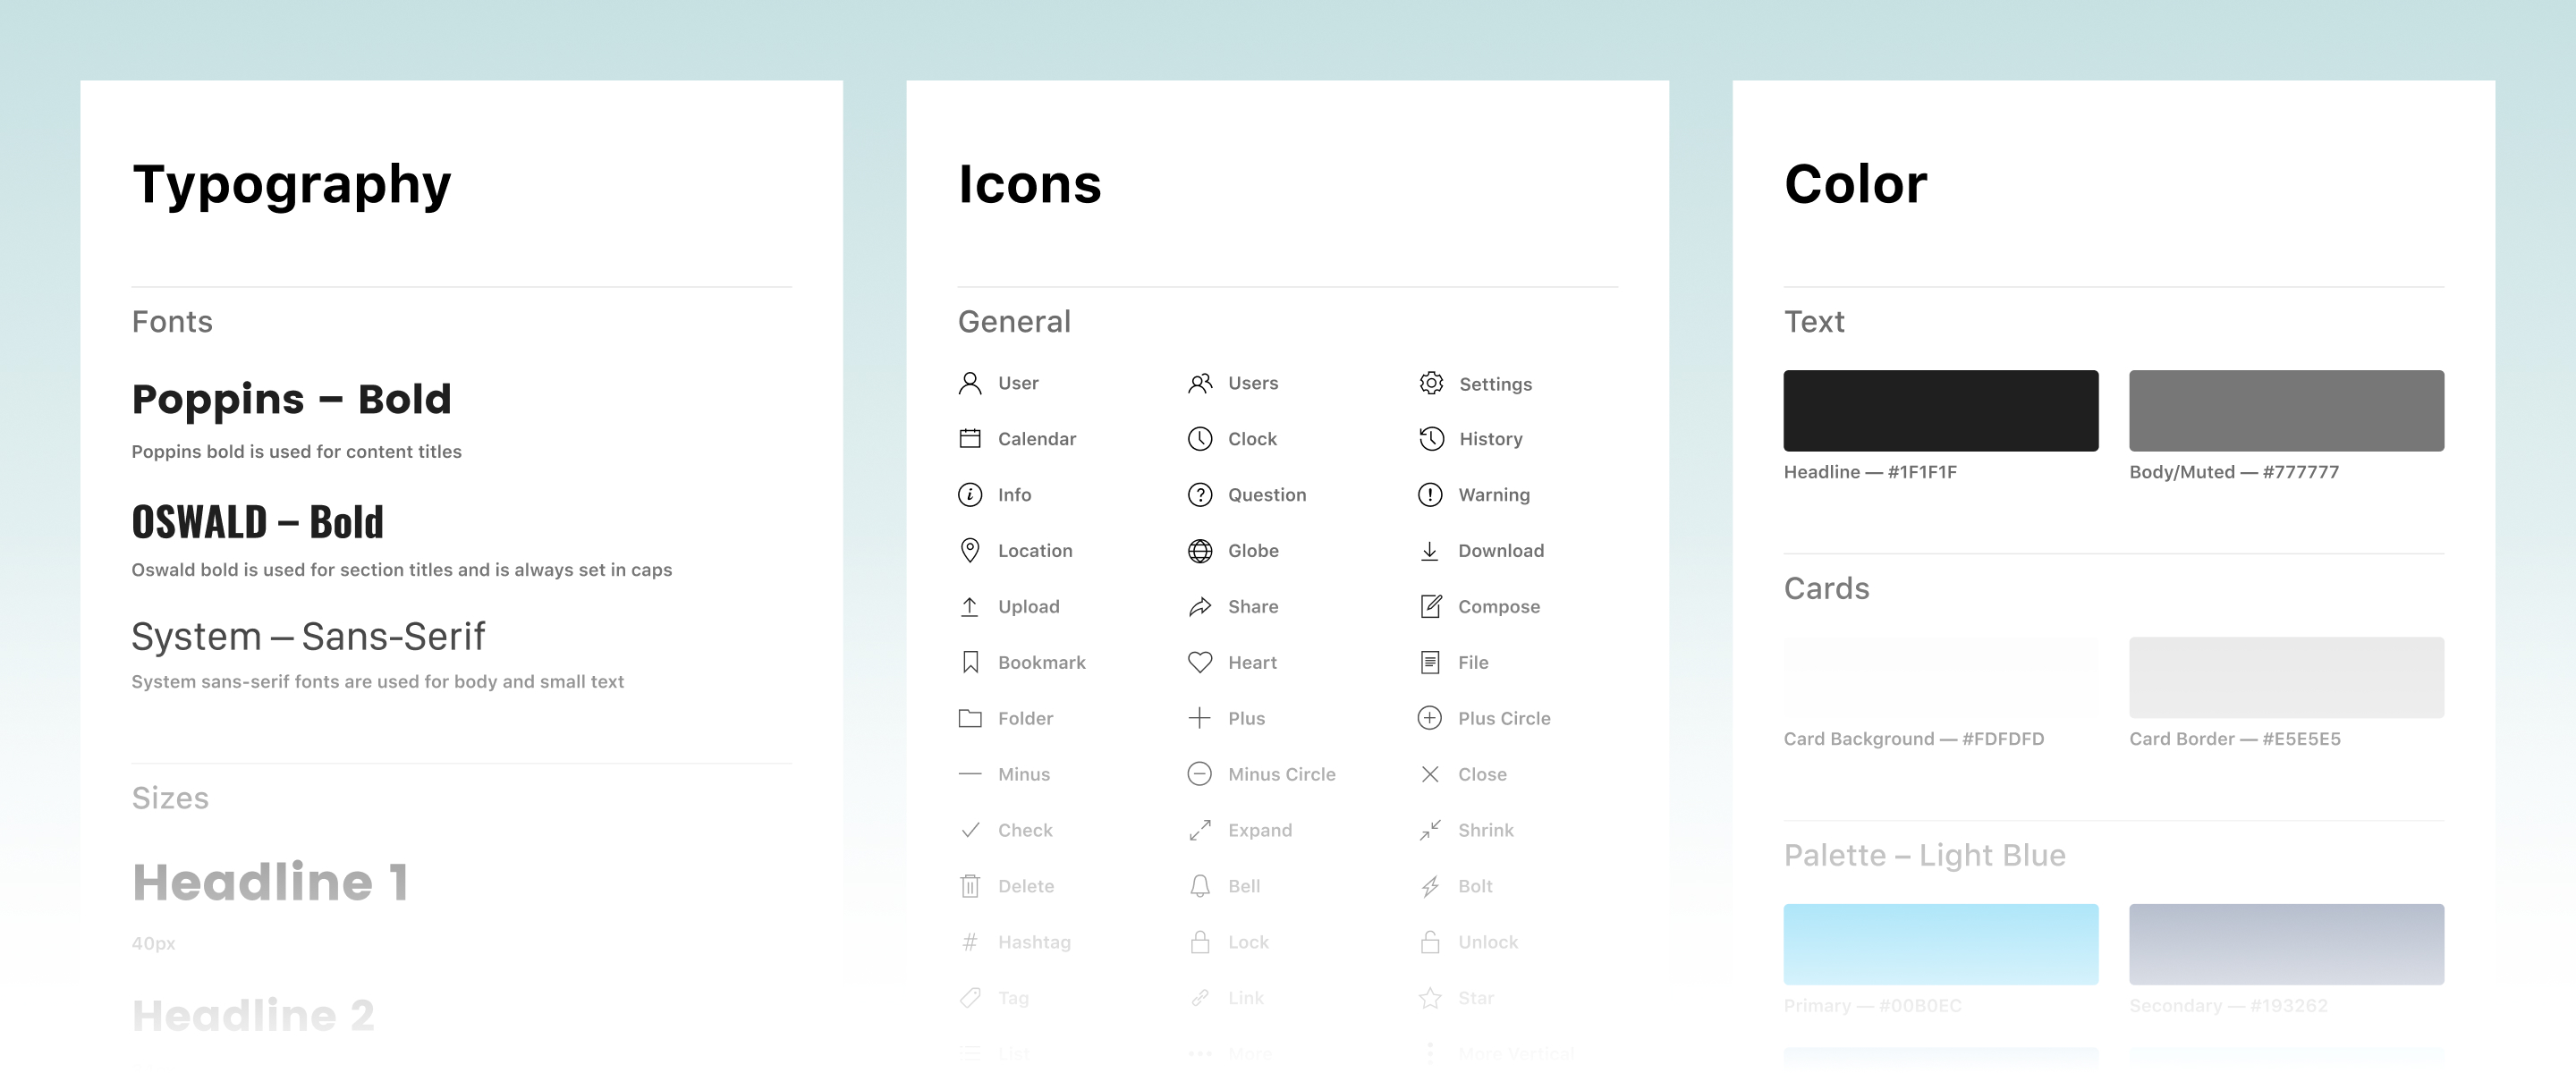 Typography
Fonts
Poppins – Bold
Poppins bold is used for content titles
OSWALD – Bold
Oswald bold is used for section titles and is always set in caps
System – Sans-Serif
System sans-serif fonts are used for body and small text
Sizes
Headline 1
40px
Headline 2
Icons
General
User Users Settings
Calendar Clock History
Info Question Warning
Location Globe Download
Upload Share Compose
Bookmark Heart File
Folder Plus Plus Circle
Minus Minus Circle Close
Check Expand Shrink
Delete Bell Bolt
Hashtag Lock Unlock
Tag Link Star
List More More Vertical
Color
Text
Headline — #1F1F1F Body/Muted — #777777
Cards
Card Background — #FDFDFD Card Border — #E5E5E5
Palette – Light Blue
Primary — #00B0EC Secondary — #193262